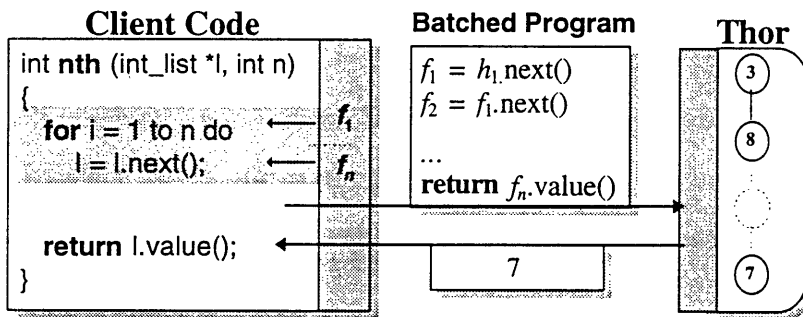 Client Code
int nth (int_list *l, int n)
{
for i = 1 to n do
l = l.next();
return l.value();
}
f1
fn
Batched Program
f1 = h1.next()
f2 = f1.next()
...
return fn.value()
7
Thor
3
8
7